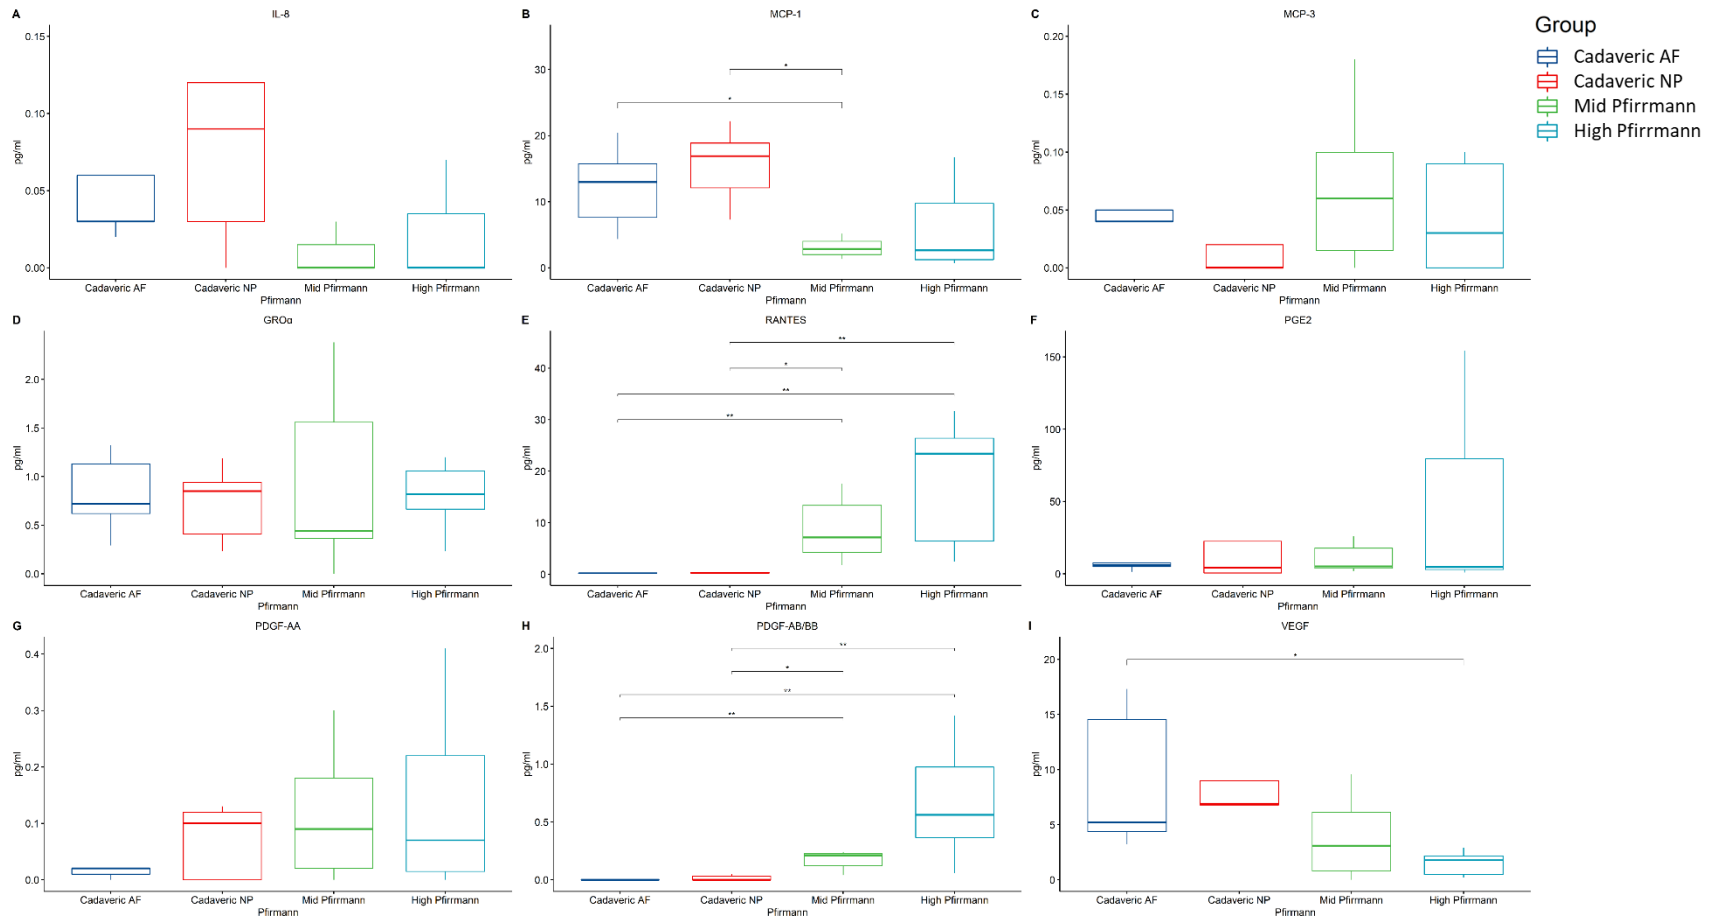 A
IL-8
0.15
0.10
0.05
0.00
pg/ml
Cadaveric AF
Cadaveric NP
Mid Pfirrmann
High Pfirrmann
Pfirmann
B
MCP-1
30
20
10
0
pg/ml
*
*
Cadaveric AF
Cadaveric NP
Mid Pfirrmann
High Pfirrmann
Pfirmann
C
MCP-3
0.20
0.15
0.10
0.05
0.00
pg/ml
Cadaveric AF
Cadaveric NP
Mid Pfirrmann
High Pfirrmann
Pfirmann
Group
Cadaveric AF
Cadaveric NP
Mid Pfirrmann
High Pfirrmann
D
GROα
2.0
1.5
1.0
0.5
0.0
pg/ml
Cadaveric AF
Cadaveric NP
Mid Pfirrmann
High Pfirrmann
Pfirmann
E
RANTES
40
30
20
10
0
pg/ml
**
*
**
**
Cadaveric AF
Cadaveric NP
Mid Pfirrmann
High Pfirrmann
Pfirmann
F
PGE2
150
100
50
0
pg/ml
Cadaveric AF
Cadaveric NP
Mid Pfirrmann
High Pfirrmann
Pfirmann
G
PDGF-AA
0.4
0.3
0.2
0.1
0.0
pg/ml
Cadaveric AF
Cadaveric NP
Mid Pfirrmann
High Pfirrmann
Pfirmann
H
PDGF-AB/BB
2.0
1.5
1.0
0.5
0.0
pg/ml
**
*
**
**
Cadaveric AF
Cadaveric NP
Mid Pfirrmann
High Pfirrmann
Pfirmann
I
VEGF
20
15
10
5
0
pg/ml
*
Cadaveric AF
Cadaveric NP
Mid Pfirrmann
High Pfirrmann
Pfirmann